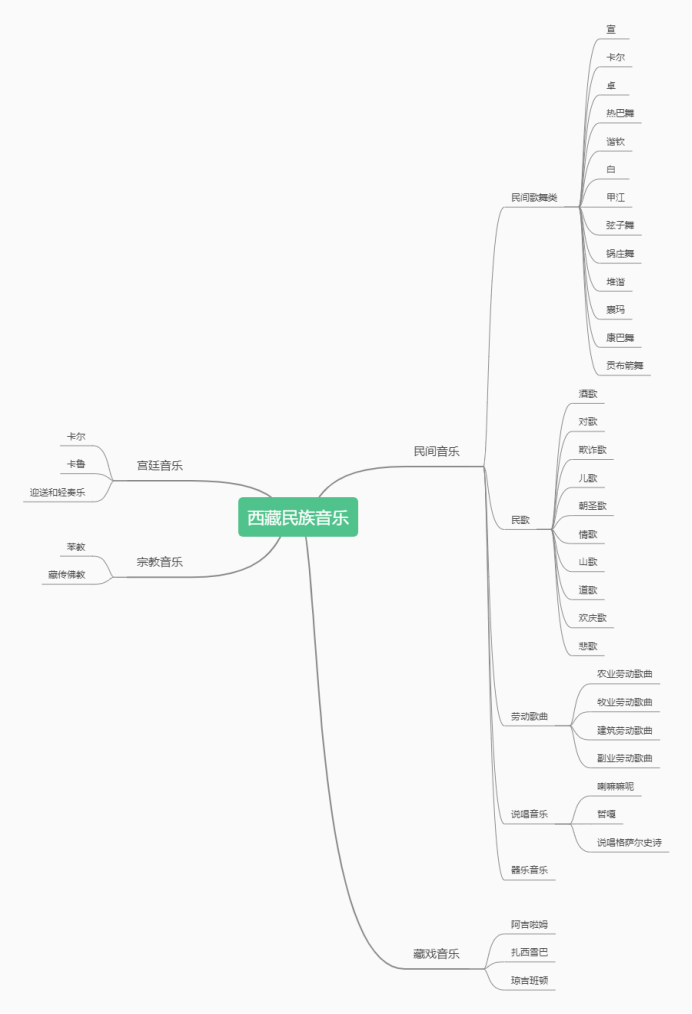 西藏民族音乐
民间音乐
民间歌舞类
宣
卡尔
卓
热巴舞
谐钦
白
甲江
弦子舞
锅庄舞
堆谐
囊玛
康巴舞
贡布箭舞
民歌
酒歌
对歌
欺诈歌
儿歌
朝圣歌
情歌
山歌
道歌
欢庆歌
悲歌
劳动歌曲
农业劳动歌曲
牧业劳动歌曲
建筑劳动歌曲
副业劳动歌曲
说唱音乐
喇嘛嘛呢
哲嘎
说唱格萨尔史诗
器乐音乐
藏戏音乐
阿吉啦姆
扎西雪巴
琼吉班顿
宫廷音乐
卡尔
卡鲁
迎送和轻奏乐
宗教音乐
苯教
藏传佛教